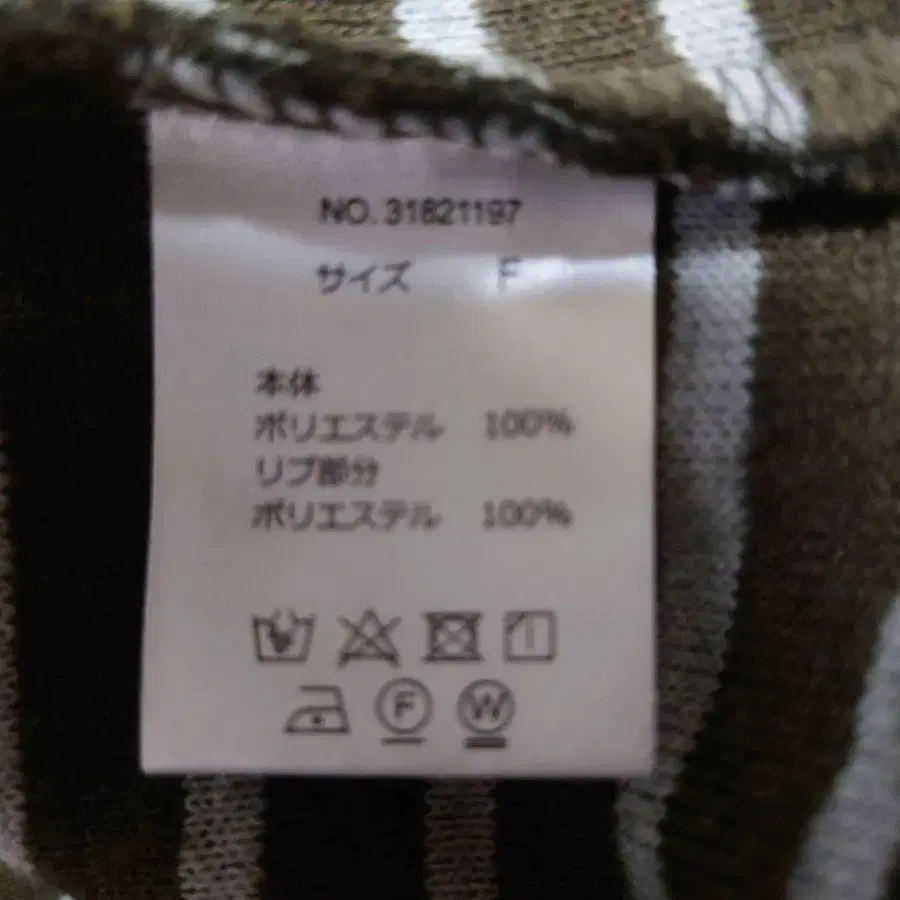 NO. 31821197
サイズ F
本体
ポリエステル 100%
リブ部分
ポリエステル 100%
F W